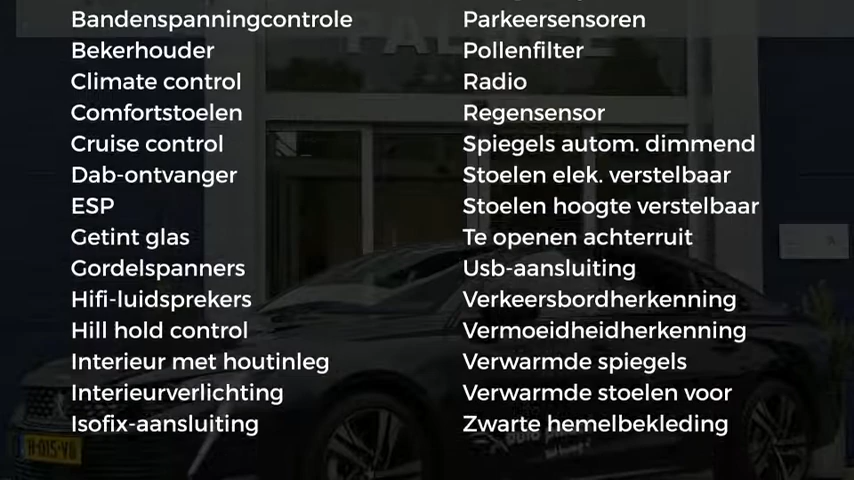 Bandenspanningcontrole
Bekerhouder
Climate control
Comfortstoelen
Cruise control
Dab-ontvanger
ESP
Getint glas
Gordelspanners
Hifi-luidsprekers
Hill hold control
Interieur met houtinleg
Interieurverlichting
Isofix-aansluiting
Parkeersensoren
Pollenfilter
Radio
Regensensor
Spiegels autom. dimmend
Stoelen elek. verstelbaar
Stoelen hoogte verstelbaar
Te openen achterruit
Usb-aansluiting
Verkeersbordherkenning
Vermoeidheidherkenning
Verwarmde spiegels
Verwarmde stoelen voor
Zwarte hemelbekleding